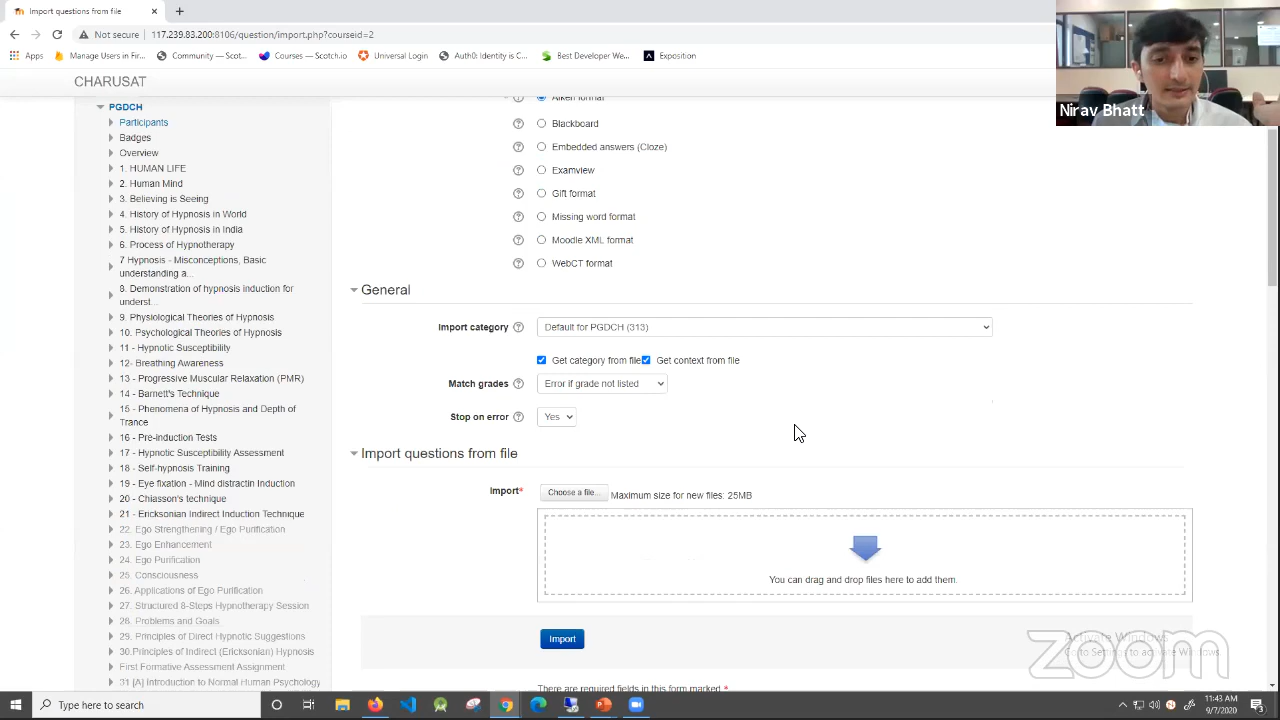 Import questions from file
Not secure
117.239.83.200:8106/question/import.php?courseid=2
Apps
Manage Users in Fir...
Community — Scot...
Courses — Scotch.io
Universal Login
Auth0: Identity is C...
Best Developer We...
Exposition
Nirav Bhatt
CHARUSAT
PGDCH
Participants
Badges
Overview
1. HUMAN LIFE
2. Human Mind
3. Believing is Seeing
4. History of Hypnosis in World
5. History of Hypnosis in India
6. Process of Hypnotherapy
7 Hypnosis - Misconceptions, Basic
understanding a...
8. Demonstration of hypnosis induction for
underst...
9. Physiological Theories of Hypnosis
10. Psychological Theories of Hypnosis
11 - Hypnotic Susceptibility
12- Breathing Awareness
13 - Progressive Muscular Relaxation (PMR)
14 - Barnett's Technique
15 - Phenomena of Hypnosis and Depth of
Trance
16 - Pre-induction Tests
17 - Hypnotic Susceptibility Assessment
18 - Self-hypnosis Training
19 - Eye fixation - Mind distractin Induction
20 - Chiasson's technique
21 - Ericksonian Indirect Induction Technique
22. Ego Strengthening / Ego Purification
23. Ego Enhancement
24. Ego Purification
25. Consciousness
26. Applications of Ego Purification
27. Structured 8-Steps Hypnotherapy Session
28. Problems and Goals
29. Principles of Direct Hypnotic Suggestions
30.Principles of Indirect (Ericksonian) Hypnosis
First Formative Assessment Assignment
31 {A} Introduction to Normal Human Psychology
Aiken format
Blackboard
Embedded answers (Cloze)
Examview
Gift format
Missing word format
Moodle XML format
WebCT format
General
Import category
Default for PGDCH (313)
Get category from file
Get context from file
Match grades
Error if grade not listed
Stop on error
Yes
Import questions from file
Import*
Choose a file...
Maximum size for new files: 25MB
You can drag and drop files here to add them.
Import
There are required fields in this form marked *
Activate Windows
Go to Settings to activate Windows.
zoom
Type here to search
11:43 AM
9/7/2020